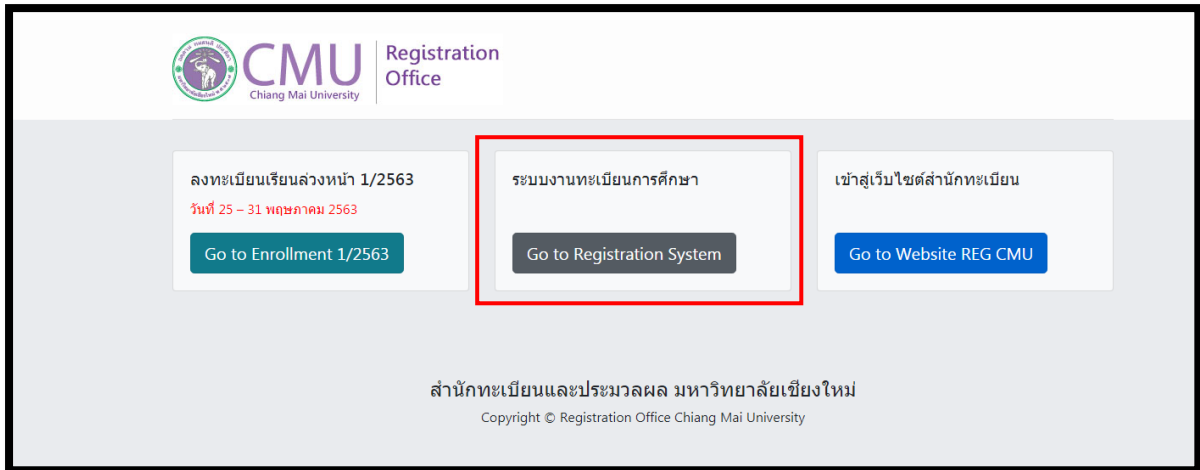 CMU
Chiang Mai University
Registration
Office
ลงทะเบียนเรียนล่วงหน้า 1/2563
วันที่ 25 – 31 พฤษภาคม 2563
Go to Enrollment 1/2563
ระบบงานทะเบียนการศึกษา
Go to Registration System
เข้าสู่เว็บไซต์สำนักทะเบียน
Go to Website REG CMU
สำนักทะเบียนและประมวลผล มหาวิทยาลัยเชียงใหม่
Copyright © Registration Office Chiang Mai University